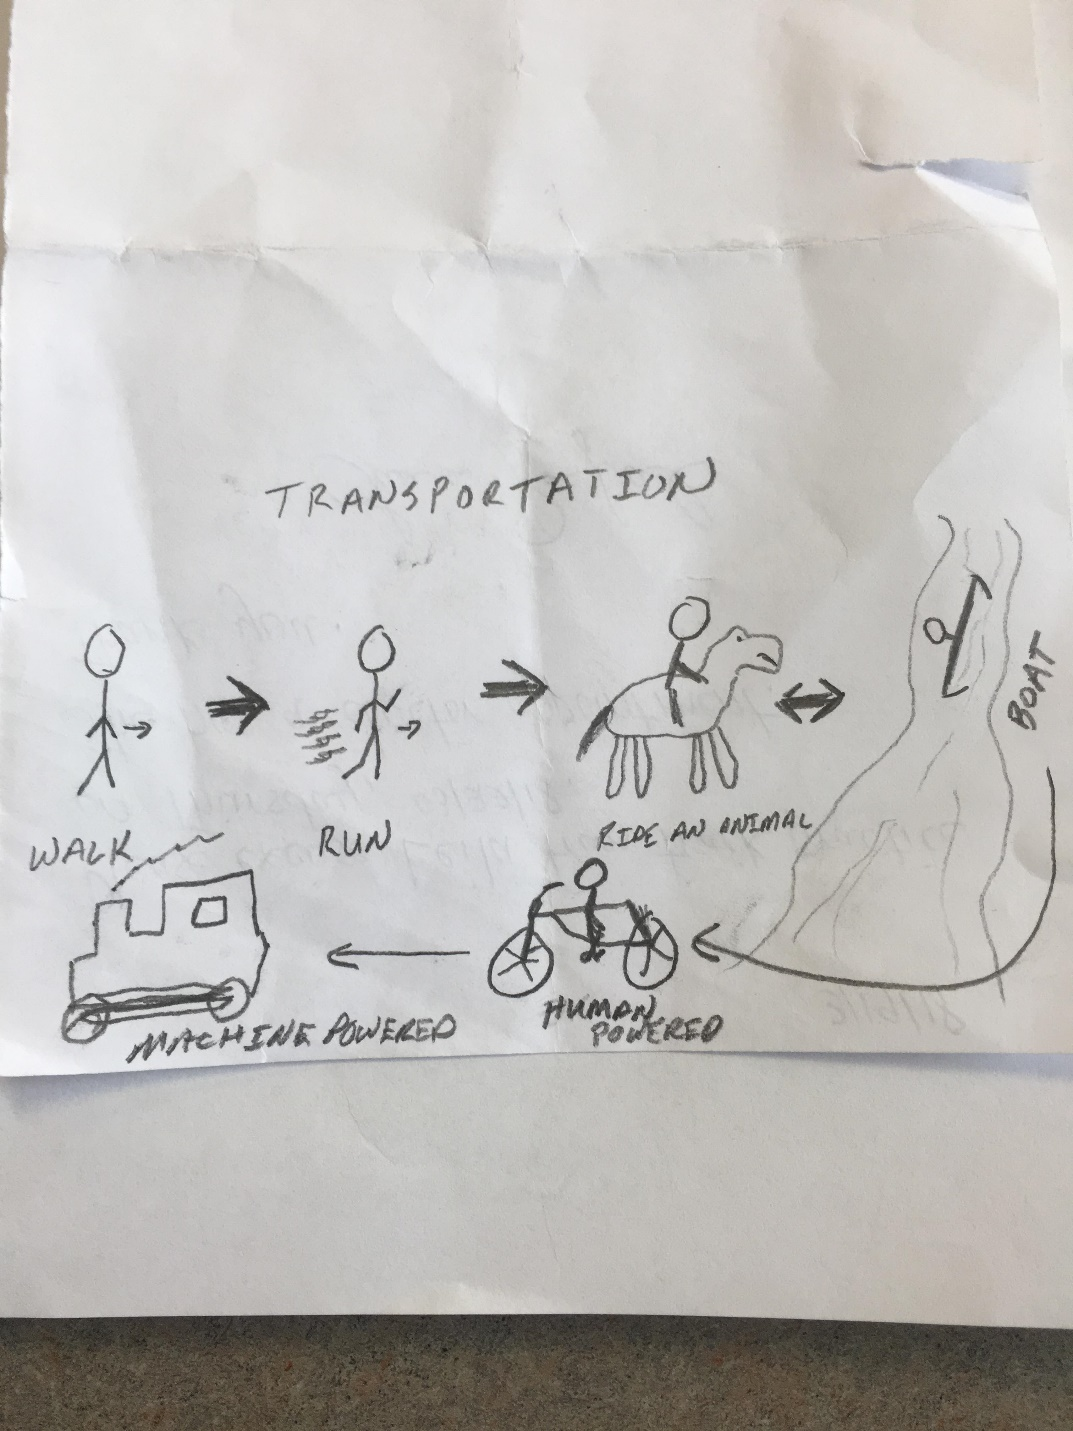 TRANSPORTATION
WALK
RUN
RIDE AN ANIMAL
BOAT
HUMAN
POWERED
MACHINE POWERED